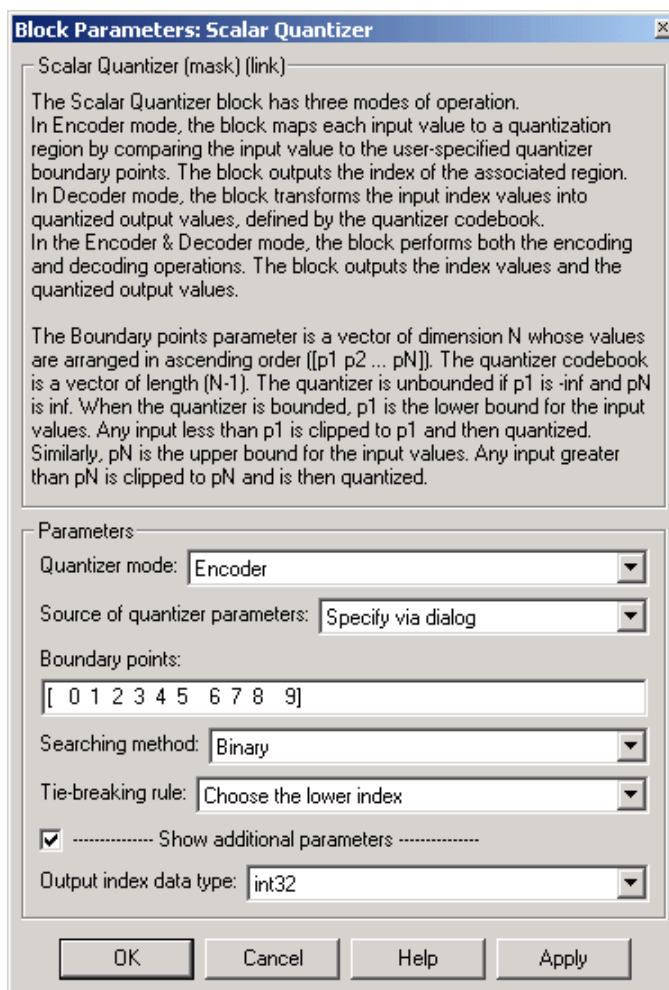 Block Parameters: Scalar Quantizer
Scalar Quantizer (mask) (link)
The Scalar Quantizer block has three modes of operation.
In Encoder mode, the block maps each input value to a quantization
region by comparing the input value to the user-specified quantizer
boundary points. The block outputs the index of the associated region.
In Decoder mode, the block transforms the input index values into
quantized output values, defined by the quantizer codebook.
In the Encoder & Decoder mode, the block performs both the encoding
and decoding operations. The block outputs the index values and the
quantized output values.
The Boundary points parameter is a vector of dimension N whose values
are arranged in ascending order ([p1 p2 ... pN]). The quantizer codebook
is a vector of length (N-1). The quantizer is unbounded if p1 is -inf and pN
is inf. When the quantizer is bounded, p1 is the lower bound for the input
values. Any input less than p1 is clipped to p1 and then quantized.
Similarly, pN is the upper bound for the input values. Any input greater
than pN is clipped to pN and is then quantized.
Parameters
Quantizer mode: Encoder
Source of quantizer parameters: Specify via dialog
Boundary points:
[ 0 1 2 3 4 5 6 7 8 9]
Searching method: Binary
Tie-breaking rule: Choose the lower index
-------------- Show additional parameters --------------
Output index data type: int32
OK Cancel Help Apply